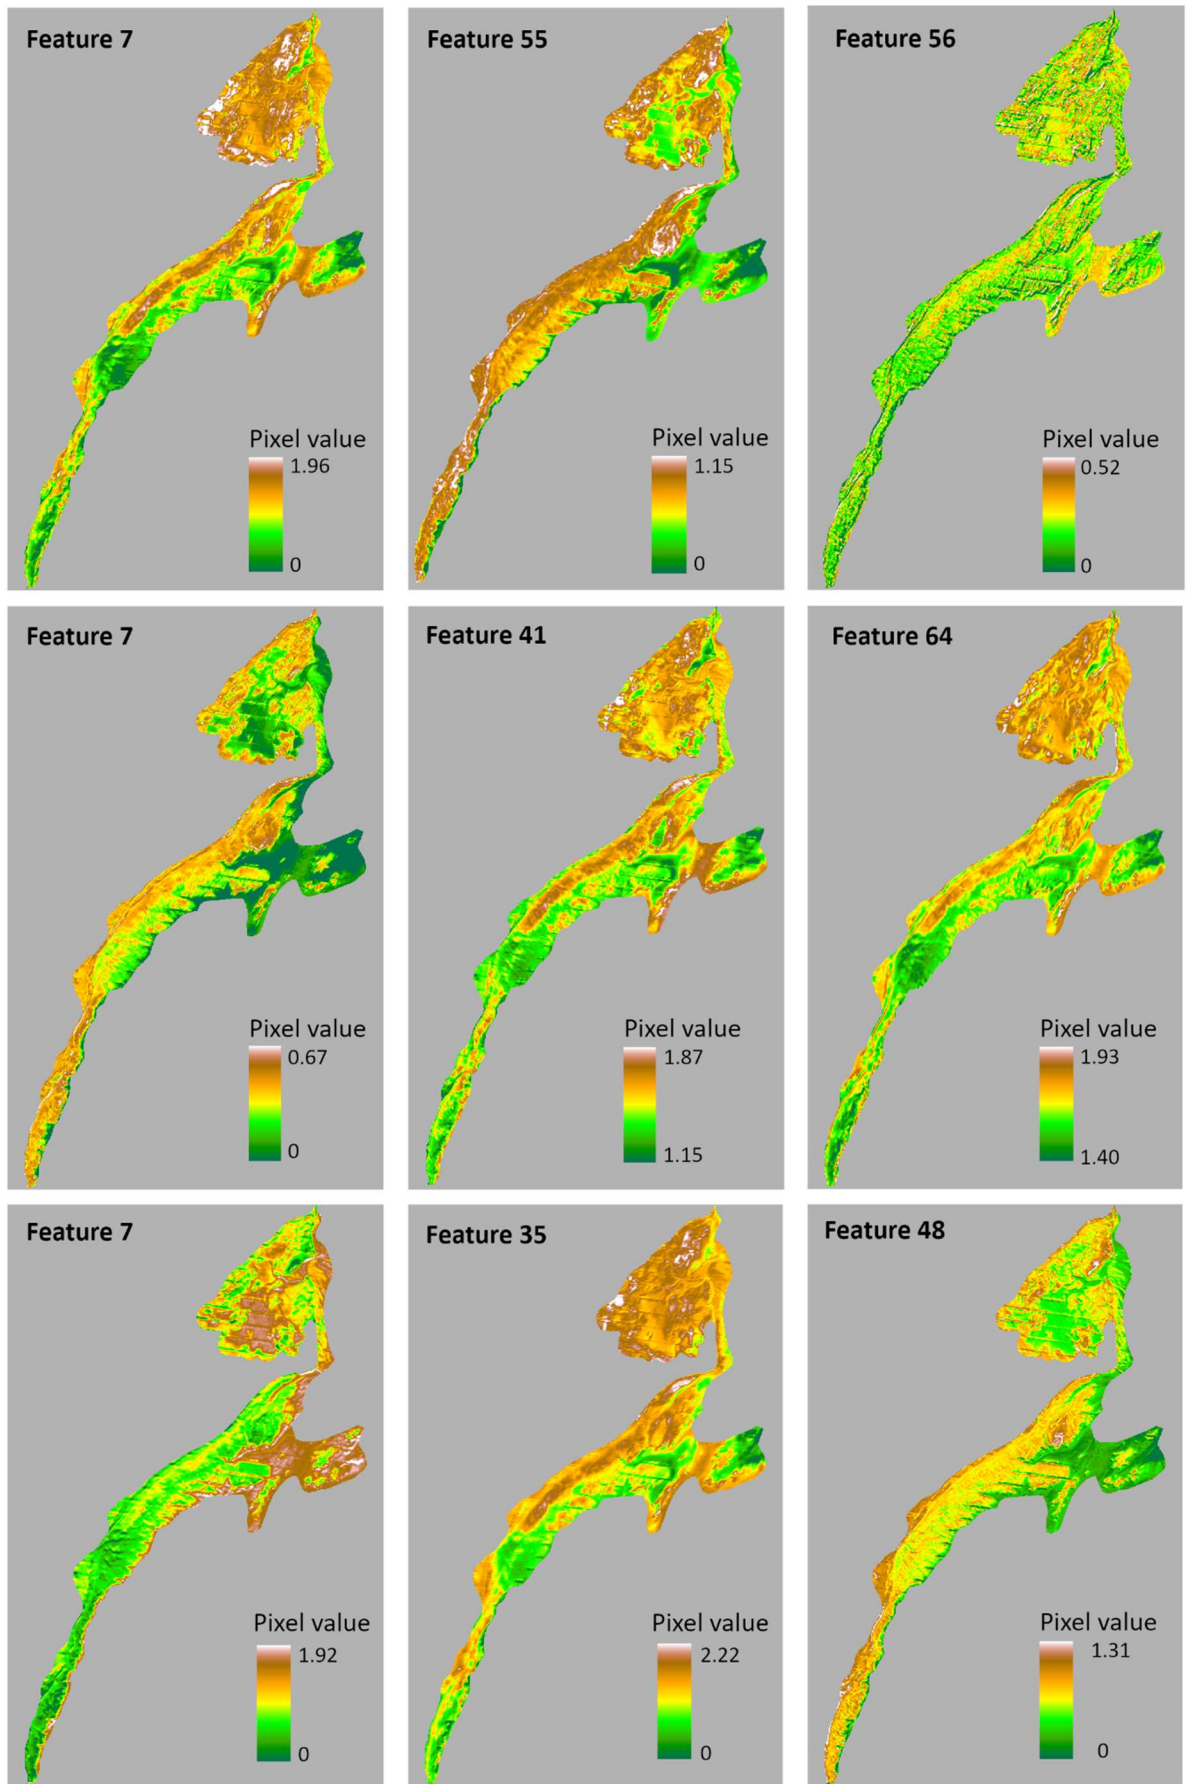 Feature 7
Pixel value
1.96
0
Feature 55
Pixel value
1.15
0
Feature 56
Pixel value
0.52
0
Feature 7
Pixel value
0.67
0
Feature 41
Pixel value
1.87
1.15
Feature 64
Pixel value
1.93
1.40
Feature 7
Pixel value
1.92
0
Feature 35
Pixel value
2.22
0
Feature 48
Pixel value
1.31
0